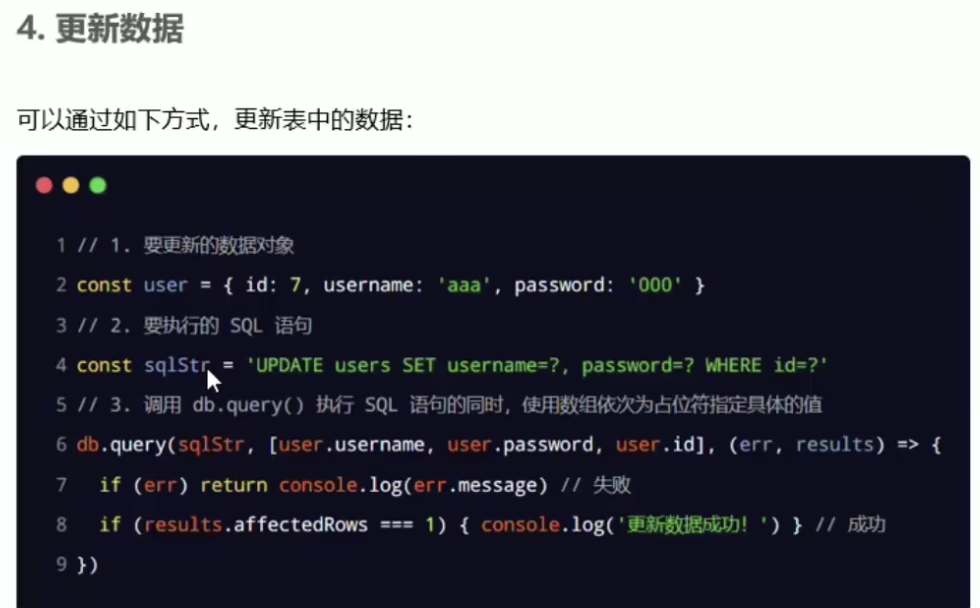 4. 更新数据
可以通过如下方式，更新表中的数据：
1 // 1. 要更新的数据对象
2 const user = { id: 7, username: 'aaa', password: '000' }
3 // 2. 要执行的 SQL 语句
4 const sqlStr = 'UPDATE users SET username=?, password=? WHERE id=?'
5 // 3. 调用 db.query() 执行 SQL 语句的同时，使用数组依次为占位符指定具体的值
6 db.query(sqlStr, [user.username, user.password, user.id], (err, results) => {
7   if (err) return console.log(err.message) // 失败
8   if (results.affectedRows === 1) { console.log('更新数据成功！') } // 成功
9 })